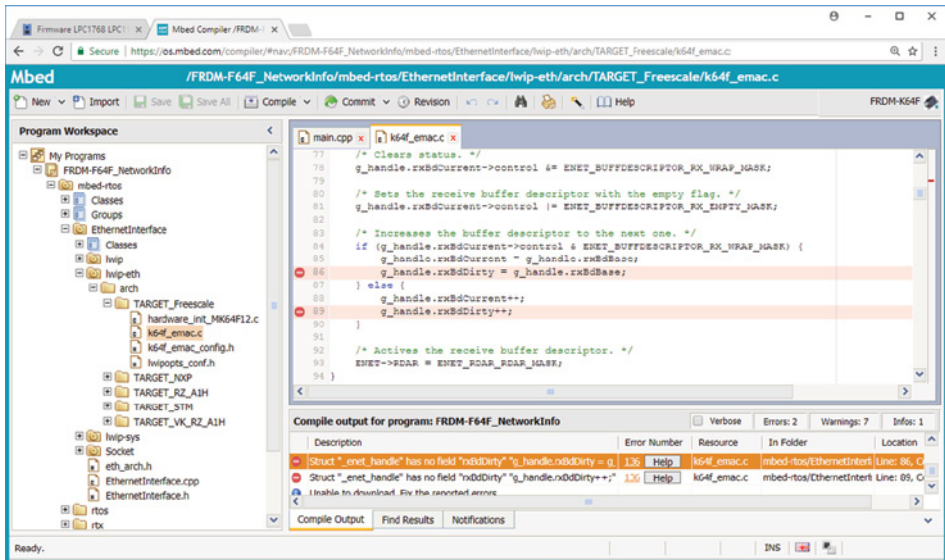 Firmware LPC1768 LPC1
Mbed Compiler /FRDM-
Secure | https://os.mbed.com/compiler/#nav:/FRDM-F64F_NetworkInfo/mbed-rtos/EthernetInterface/lwip-eth/arch/TARGET_Freescale/k64f_emac.c;
Mbed /FRDM-F64F_NetworkInfo/mbed-rtos/EthernetInterface/lwip-eth/arch/TARGET_Freescale/k64f_emac.c
New Import Save Save All Compile Commit Revision Help FRDM-K64F
Program Workspace
My Programs
FRDM-F64F_NetworkInfo
mbed-rtos
Classes
Groups
EthernetInterface
Classes
lwip
lwip-eth
arch
TARGET_Freescale
hardware_init_MK64F12.c
k64f_emac.c
k64f_emac_config.h
lwipopts_conf.h
TARGET_NXP
TARGET_RZ_A1H
TARGET_STM
TARGET_VK_RZ_A1H
lwip-sys
Socket
eth_arch.h
EthernetInterface.cpp
EthernetInterface.h
rtos
rtx
main.cpp x k64f_emac.c x
77 /* Clears status. */
78 g_handle.rxBdCurrent->control &= ENET_BUFFDESCRIPTOR_RX_WRAP_MASK;
79
80 /* Sets the receive buffer descriptor with the empty flag. */
81 g_handle.rxBdCurrent->control |= ENET_BUFFDESCRIPTOR_RX_EMPTY_MASK;
82
83 /* Increases the buffer descriptor to the next one. */
84 if (g_handle.rxBdCurrent->control & ENET_BUFFDESCRIPTOR_RX_WRAP_MASK) {
85 g_handle.rxBdCurrent = g_handle.rxBdBase;
86 g_handle.rxBdDirty = g_handle.rxBdBase;
87 } else {
88 g_handle.rxBdCurrent++;
89 g_handle.rxBdDirty++;
90 }
91
92 /* Actives the receive buffer descriptor. */
93 ENET->RDAR = ENET_RDAR_RDAR_MASK;
94 }
Compile output for program: FRDM-F64F_NetworkInfo Verbose Errors: 2 Warnings: 7 Infos: 1
Description Error Number Resource In Folder Location
Struct "_enet_handle" has no field "rxBdDirty" "g_handle.rxBdDirty = g_ 136 Help k64f_emac.c mbed-rtos/EthernetInterf Line: 86, C
Struct "_enet_handle" has no field "rxBdDirty" "g_handle.rxBdDirty++;" 136 Help k64f_emac.c mbed-rtos/EthernetInterf Line: 89, C
Unable to download. Fix the reported errors.
Compile Output Find Results Notifications
Ready. INS